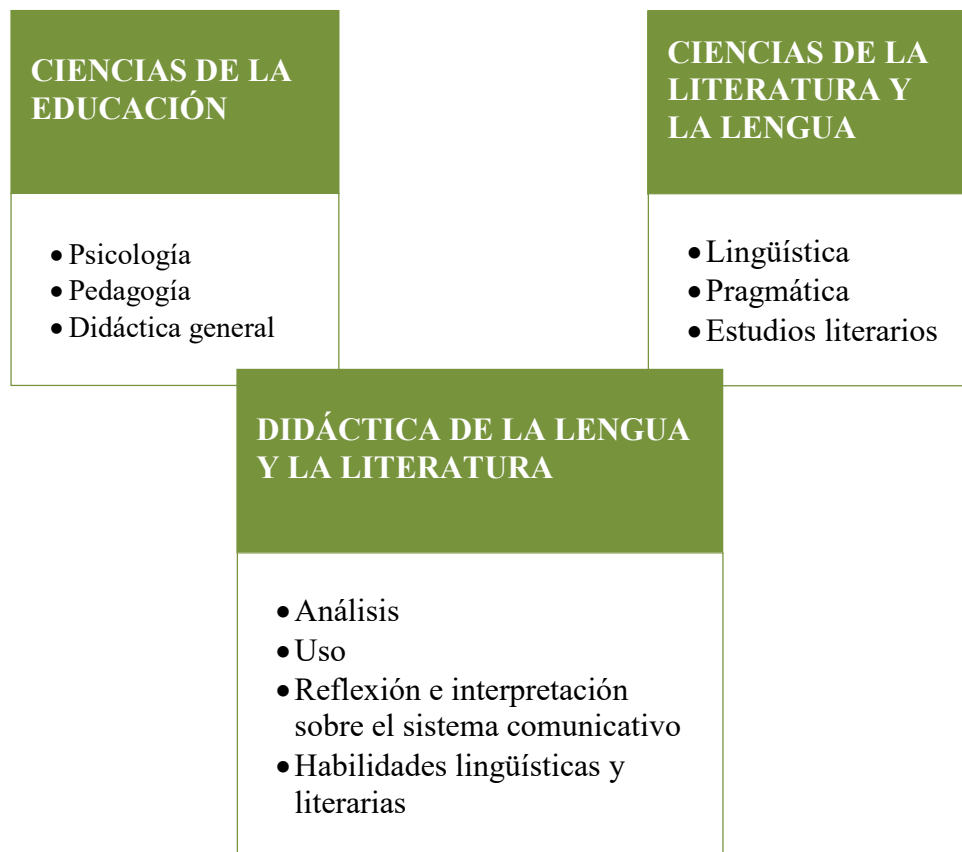 CIENCIAS DE LA
EDUCACIÓN
• Psicología
• Pedagogía
• Didáctica general
CIENCIAS DE LA
LITERATURA Y
LA LENGUA
• Lingüística
• Pragmática
• Estudios literarios
DIDÁCTICA DE LA LENGUA
Y LA LITERATURA
• Análisis
• Uso
• Reflexión e interpretación
sobre el sistema comunicativo
• Habilidades lingüísticas y
literarias